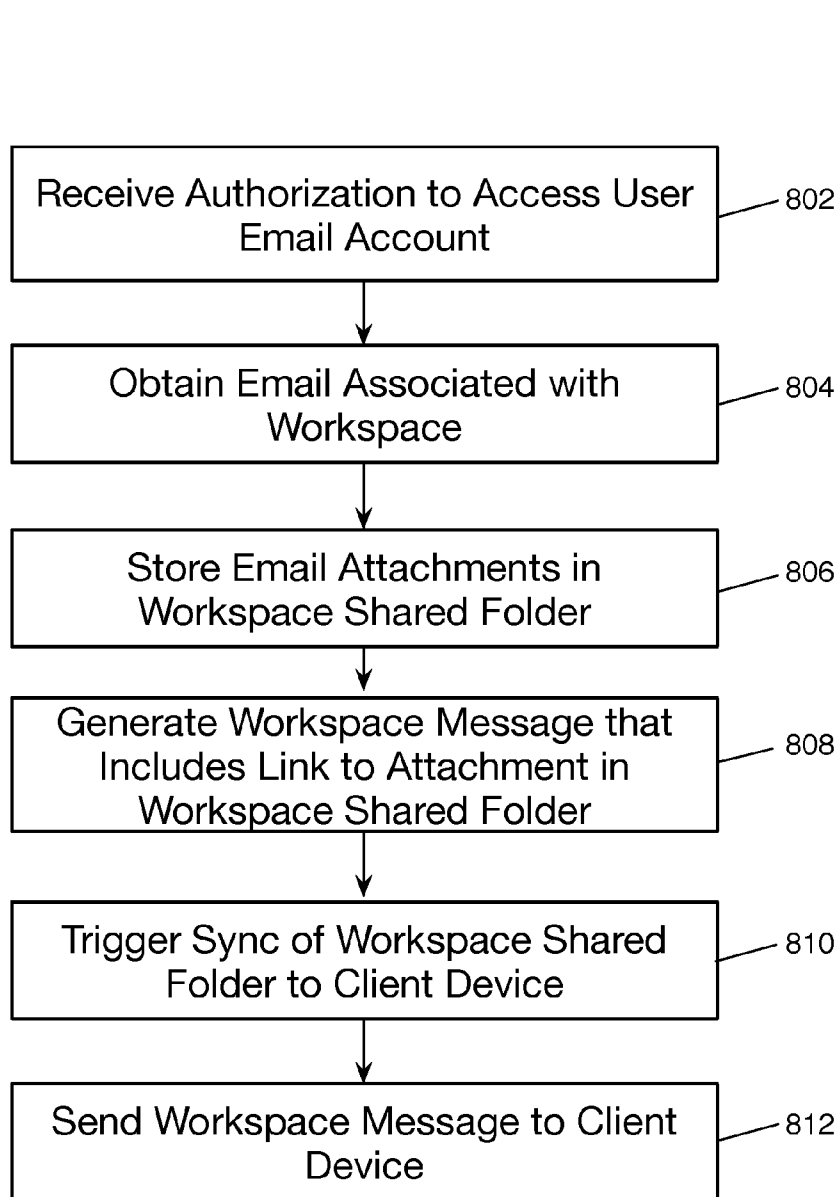 Receive Authorization to Access User
Email Account
802
Obtain Email Associated with
Workspace
804
Store Email Attachments in
Workspace Shared Folder
806
Generate Workspace Message that
Includes Link to Attachment in
Workspace Shared Folder
808
Trigger Sync of Workspace Shared
Folder to Client Device
810
Send Workspace Message to Client
Device
812